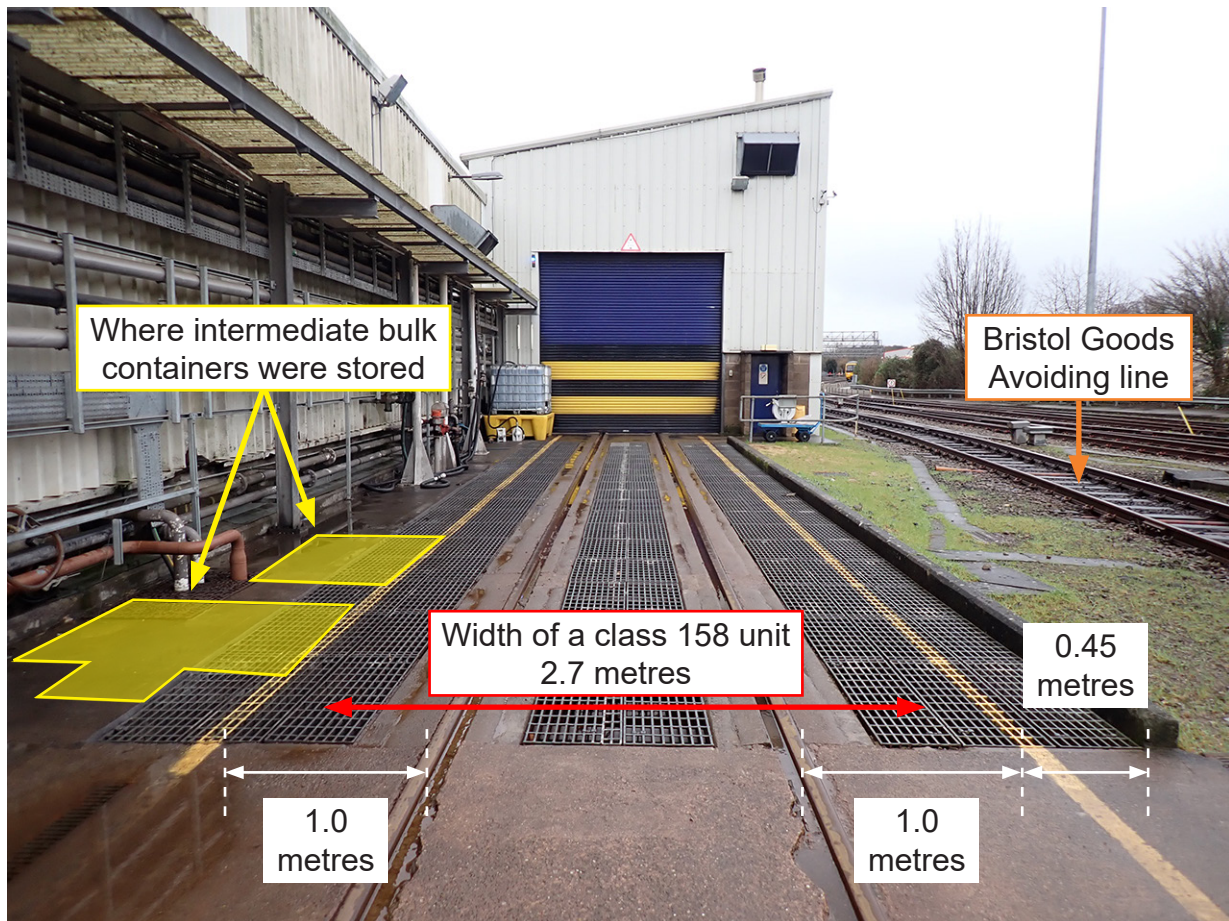 Where intermediate bulk
containers were stored
Bristol Goods
Avoiding line
Width of a class 158 unit
2.7 metres
0.45
metres
1.0
metres
1.0
metres